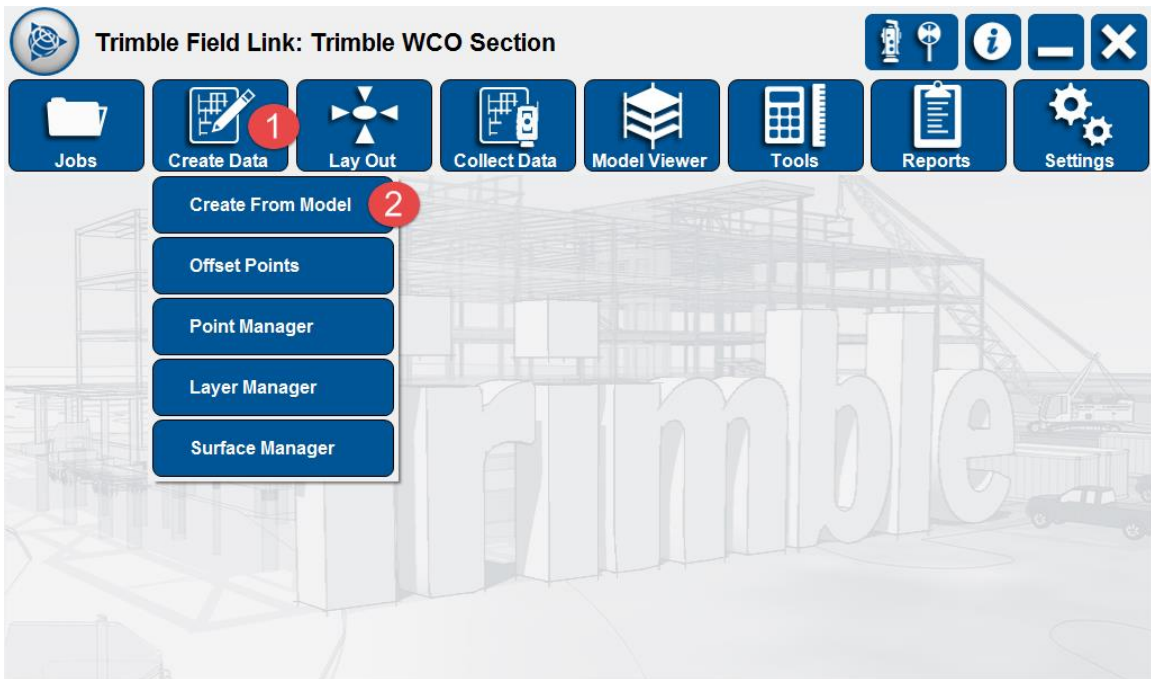 Trimble Field Link: Trimble WCO Section
Jobs
Create Data
1
Lay Out
Collect Data
Model Viewer
Tools
Reports
Settings
Create From Model
2
Offset Points
Point Manager
Layer Manager
Surface Manager
Trimble